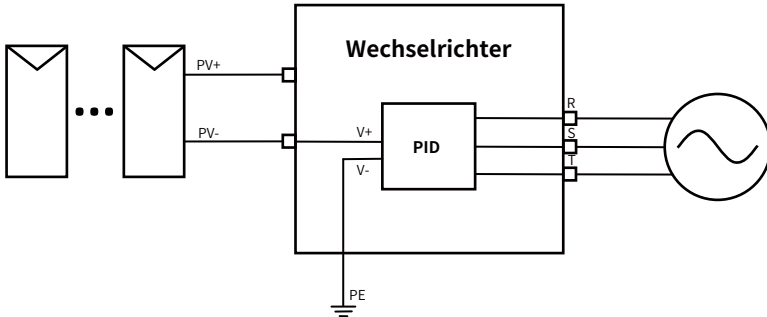 Wechselrichter
PV+
PV-
V+
V-
PID
R
S
T
PE